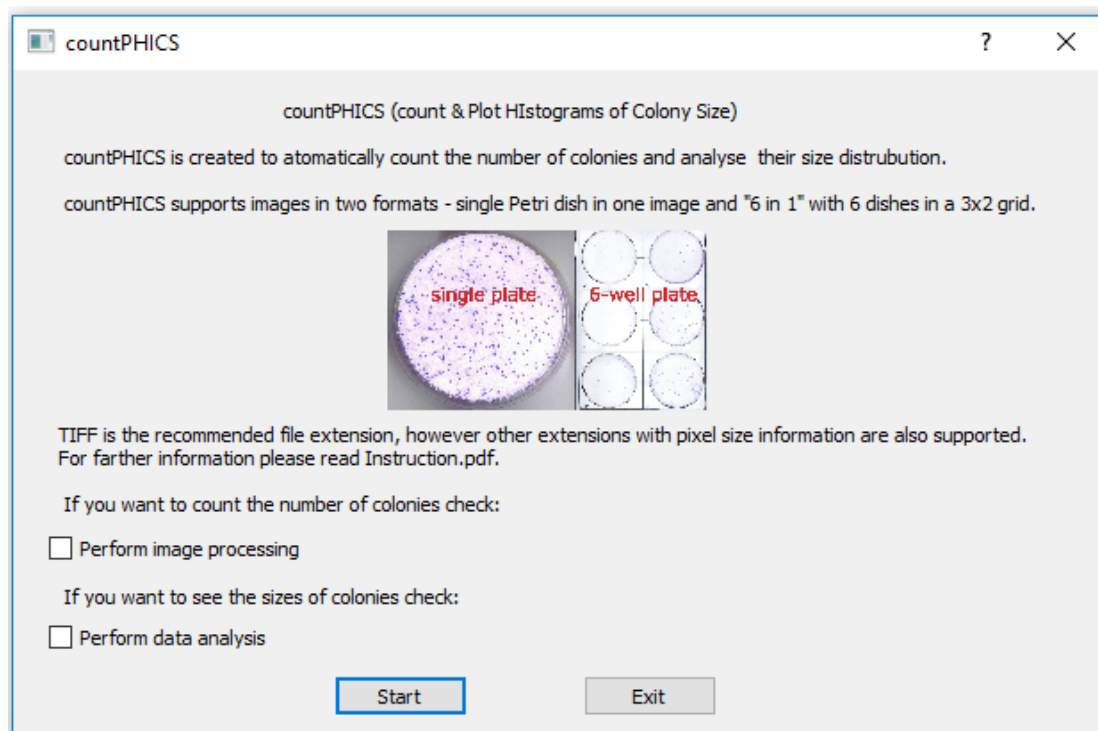 countPHICS
?
countPHICS (count & Plot HIstograms of Colony Size)
countPHICS is created to atomatically count the number of colonies and analyse  their size distrubution.
countPHICS supports images in two formats - single Petri dish in one image and "6 in 1" with 6 dishes in a 3x2 grid.
single plate
6-well plate
TIFF is the recommended file extension, however other extensions with pixel size information are also supported.
For farther information please read Instruction.pdf.
If you want to count the number of colonies check:
Perform image processing
If you want to see the sizes of colonies check:
Perform data analysis
Start
Exit